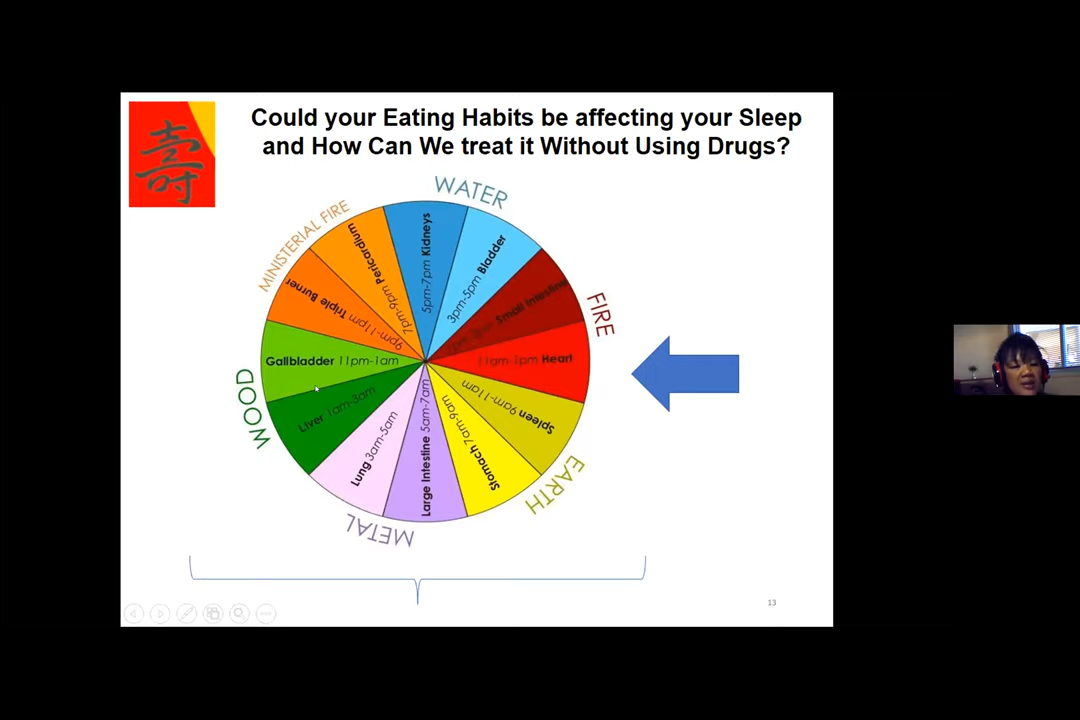 壽
Could your Eating Habits be affecting your Sleep
and How Can We treat it Without Using Drugs?
WATER
5pm-7pm Kidneys
3pm-5pm Bladder
FIRE
Small Intestine
11am-1pm Heart
EARTH
Spleen 9am-11am
Stomach 7am-9am
METAL
Large Intestine 5am-7am
Lung 3am-5am
WOOD
Liver 1am-3am
Gallbladder 11pm-1am
MINISTERIAL FIRE
9pm-11pm Triple Burner
7pm-9pm Pericardium
13